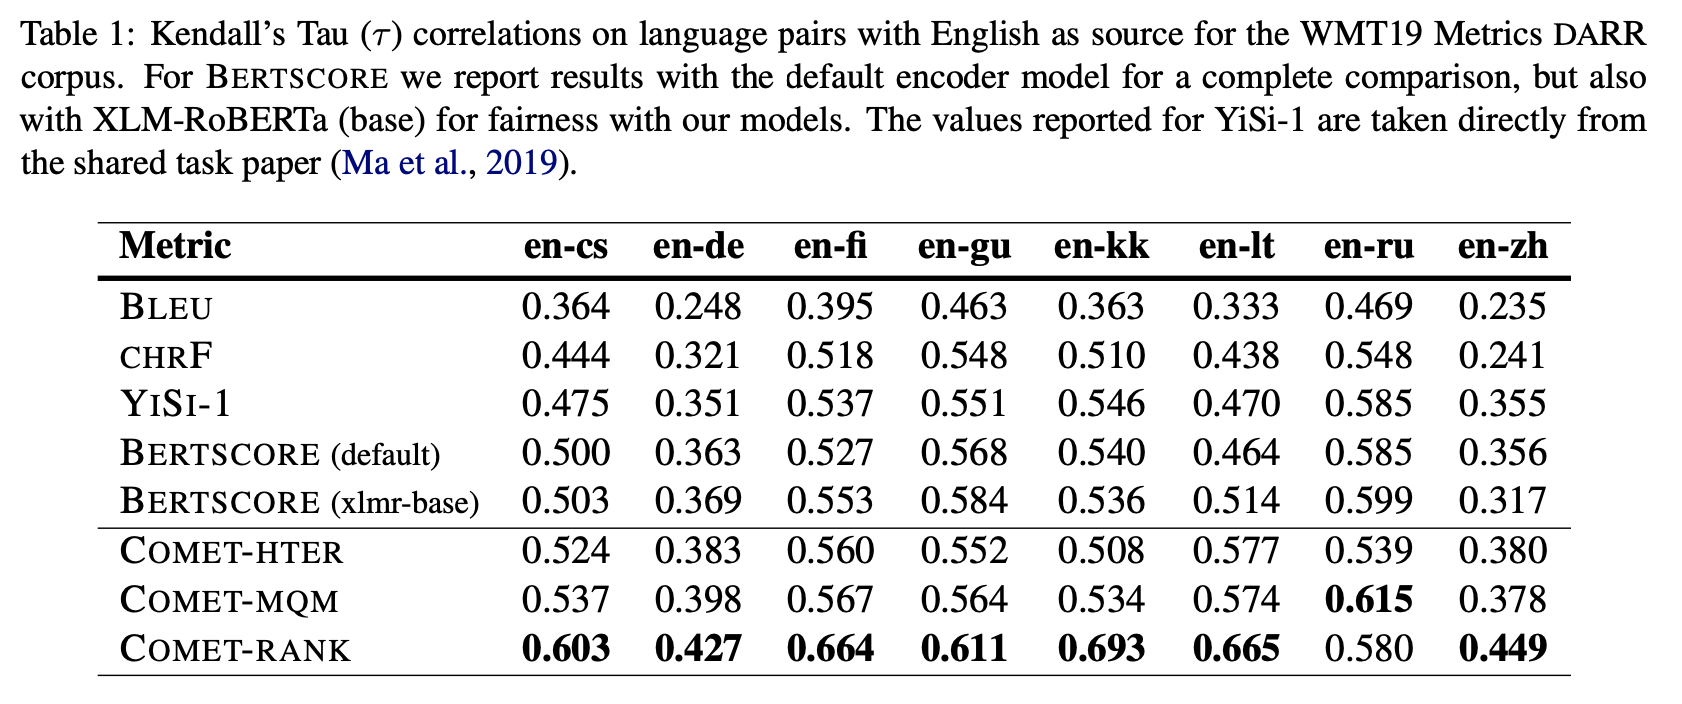 Table 1: Kendall's Tau (τ) correlations on language pairs with English as source for the WMT19 Metrics DARR
corpus. For BERTSCORE we report results with the default encoder model for a complete comparison, but also
with XLM-RoBERTa (base) for fairness with our models. The values reported for YiSi-1 are taken directly from
the shared task paper (Ma et al., 2019).
Metric en-cs en-de en-fi en-gu en-kk en-lt en-ru en-zh
BLEU 0.364 0.248 0.395 0.463 0.363 0.333 0.469 0.235
CHRF 0.444 0.321 0.518 0.548 0.510 0.438 0.548 0.241
YISI-1 0.475 0.351 0.537 0.551 0.546 0.470 0.585 0.355
BERTSCORE (default) 0.500 0.363 0.527 0.568 0.540 0.464 0.585 0.356
BERTSCORE (xlmr-base) 0.503 0.369 0.553 0.584 0.536 0.514 0.599 0.317
COMET-HTER 0.524 0.383 0.560 0.552 0.508 0.577 0.539 0.380
COMET-MQM 0.537 0.398 0.567 0.564 0.534 0.574 0.615 0.378
COMET-RANK 0.603 0.427 0.664 0.611 0.693 0.665 0.580 0.449